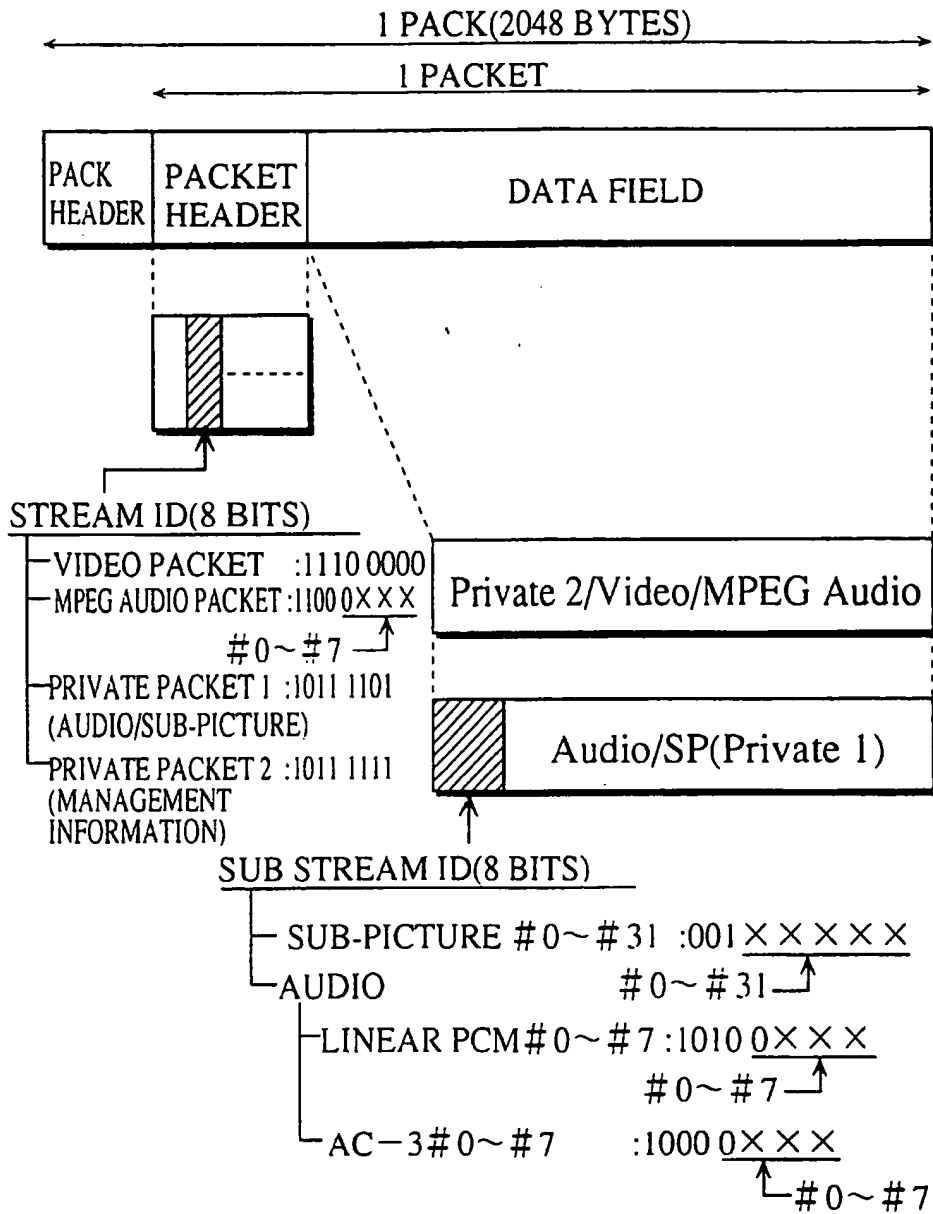 1 PACK(2048 BYTES)
1 PACKET
PACK HEADER
PACKET HEADER
DATA FIELD
STREAM ID(8 BITS)
VIDEO PACKET :1110 0000
MPEG AUDIO PACKET :1100 0×××
#0~#7
PRIVATE PACKET 1 :1011 1101
(AUDIO/SUB-PICTURE)
PRIVATE PACKET 2 :1011 1111
(MANAGEMENT
INFORMATION)
Private 2/Video/MPEG Audio
Audio/SP(Private 1)
SUB STREAM ID(8 BITS)
SUB-PICTURE #0~#31 :001×××××
#0~#31
AUDIO
LINEAR PCM#0~#7 :1010 0×××
#0~#7
AC-3#0~#7 :1000 0×××
#0~#7